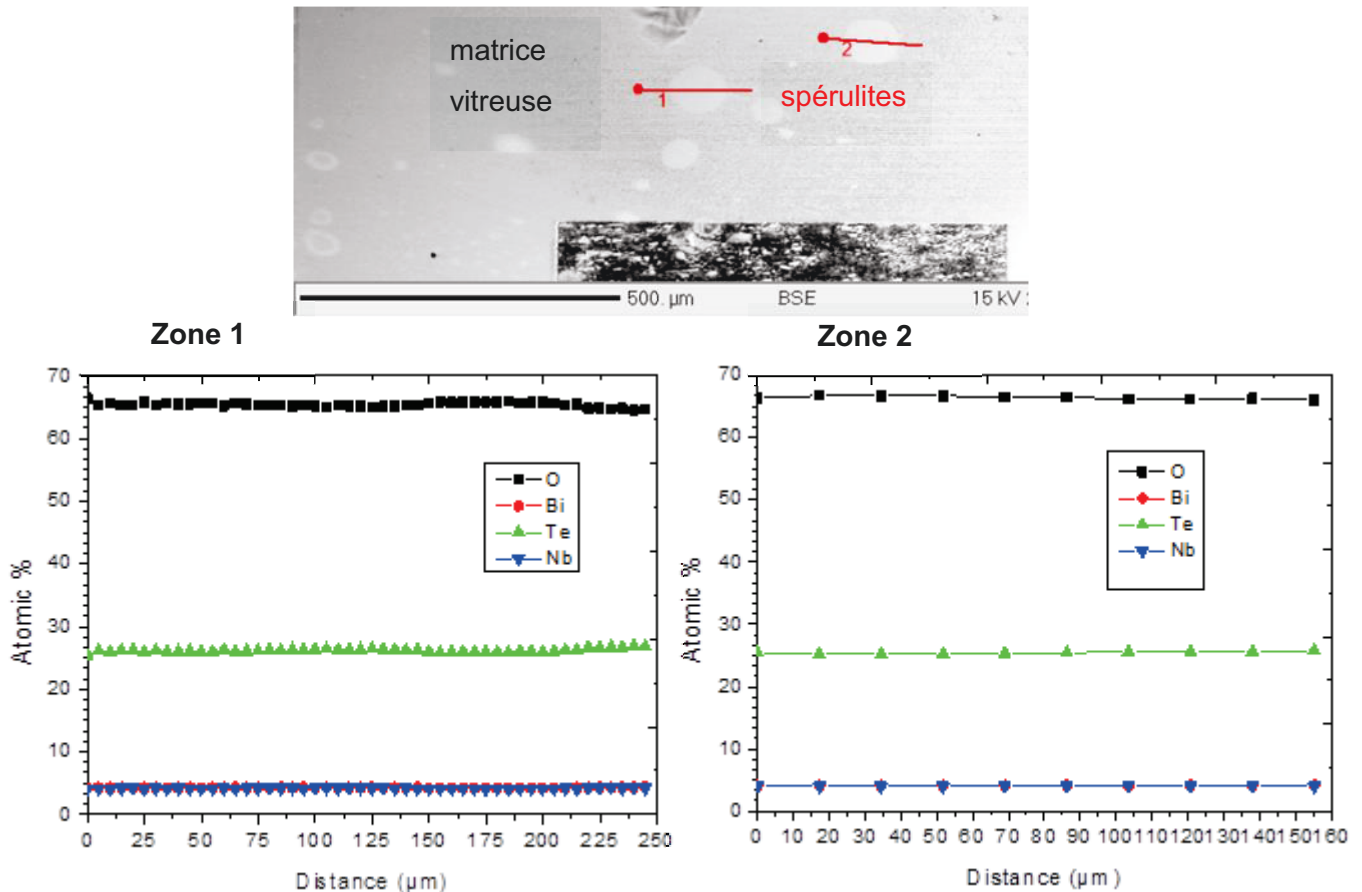 matrice
vitreuse
1
2
spérulites
500. µm BSE 15 kV
Zone 1
Zone 2
70
60
50
40
30
20
10
0
Atomic %
O
Bi
Te
Nb
0 25 50 75 100 125 150 175 200 225 250
Distance (µm)
70
60
50
40
30
20
10
0
Atomic %
O
Bi
Te
Nb
0 10 20 30 40 50 60 70 80 90 100 110 120 130 140 150 160
Distance (µm)